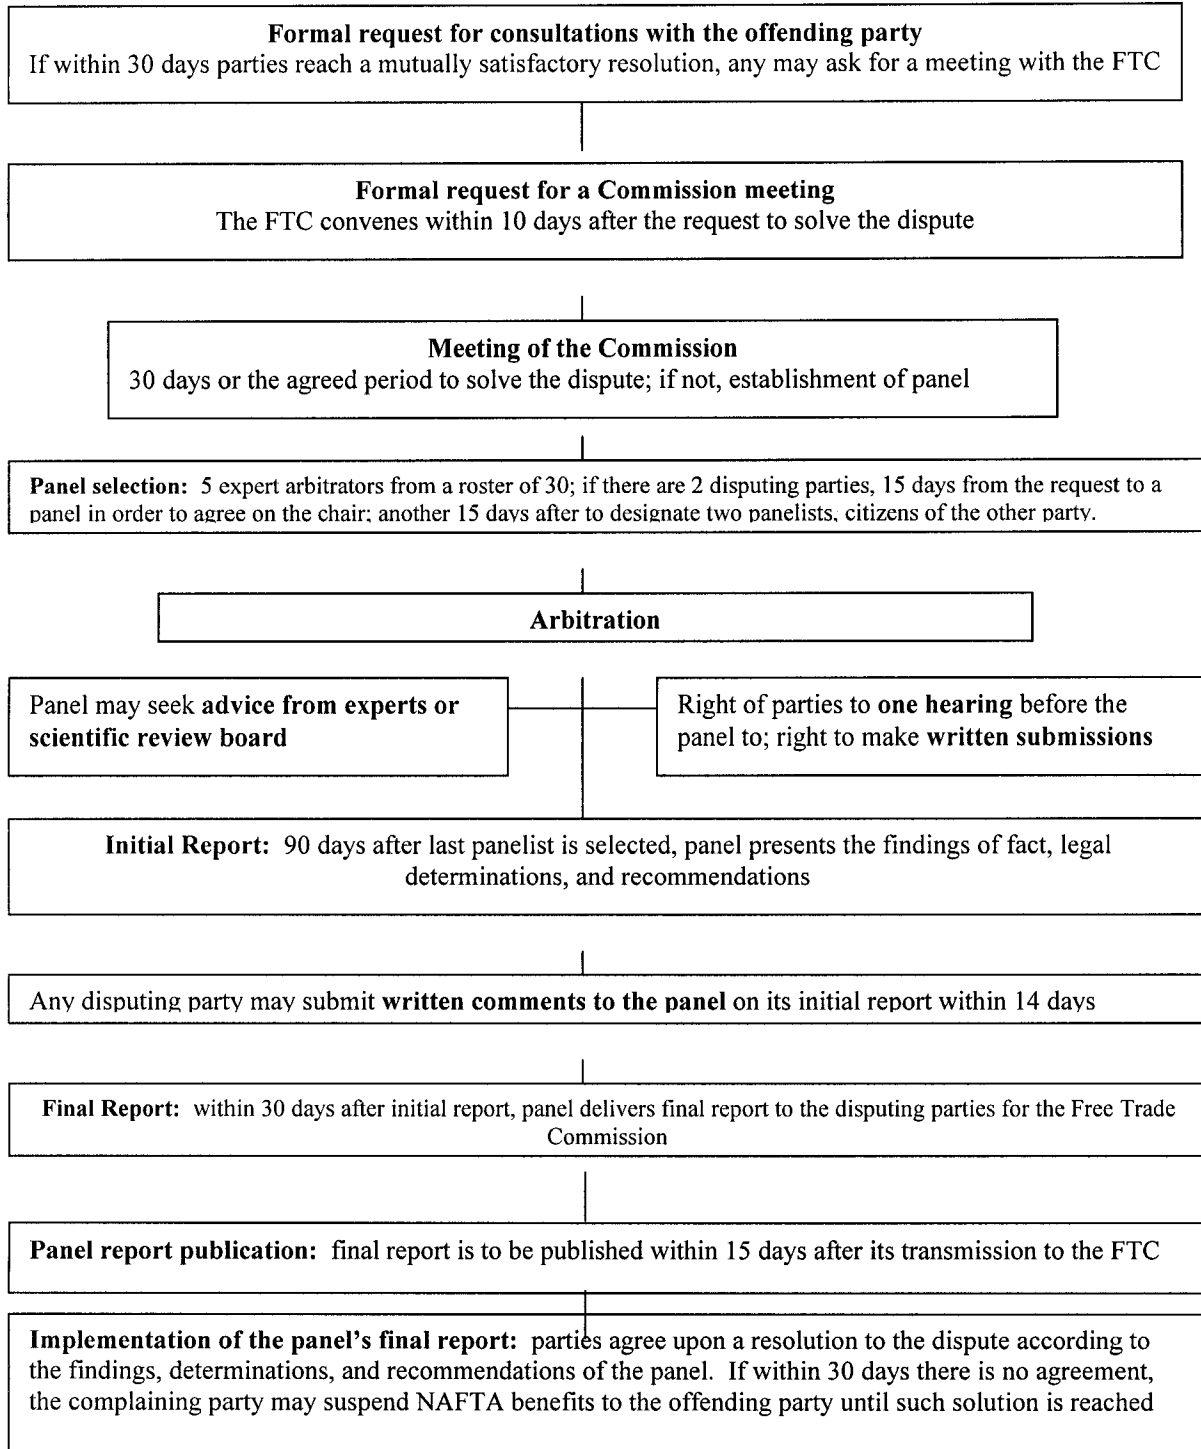 Formal request for consultations with the offending party
If within 30 days parties reach a mutually satisfactory resolution, any may ask for a meeting with the FTC
Formal request for a Commission meeting
The FTC convenes within 10 days after the request to solve the dispute
Meeting of the Commission
30 days or the agreed period to solve the dispute; if not, establishment of panel
Panel selection: 5 expert arbitrators from a roster of 30; if there are 2 disputing parties, 15 days from the request to a
panel in order to agree on the chair; another 15 days after to designate two panelists, citizens of the other party.
Arbitration
Panel may seek advice from experts or
scientific review board
Right of parties to one hearing before the
panel to; right to make written submissions
Initial Report: 90 days after last panelist is selected, panel presents the findings of fact, legal
determinations, and recommendations
Any disputing party may submit written comments to the panel on its initial report within 14 days
Final Report: within 30 days after initial report, panel delivers final report to the disputing parties for the Free Trade
Commission
Panel report publication: final report is to be published within 15 days after its transmission to the FTC
Implementation of the panel's final report: parties agree upon a resolution to the dispute according to
the findings, determinations, and recommendations of the panel. If within 30 days there is no agreement,
the complaining party may suspend NAFTA benefits to the offending party until such solution is reached